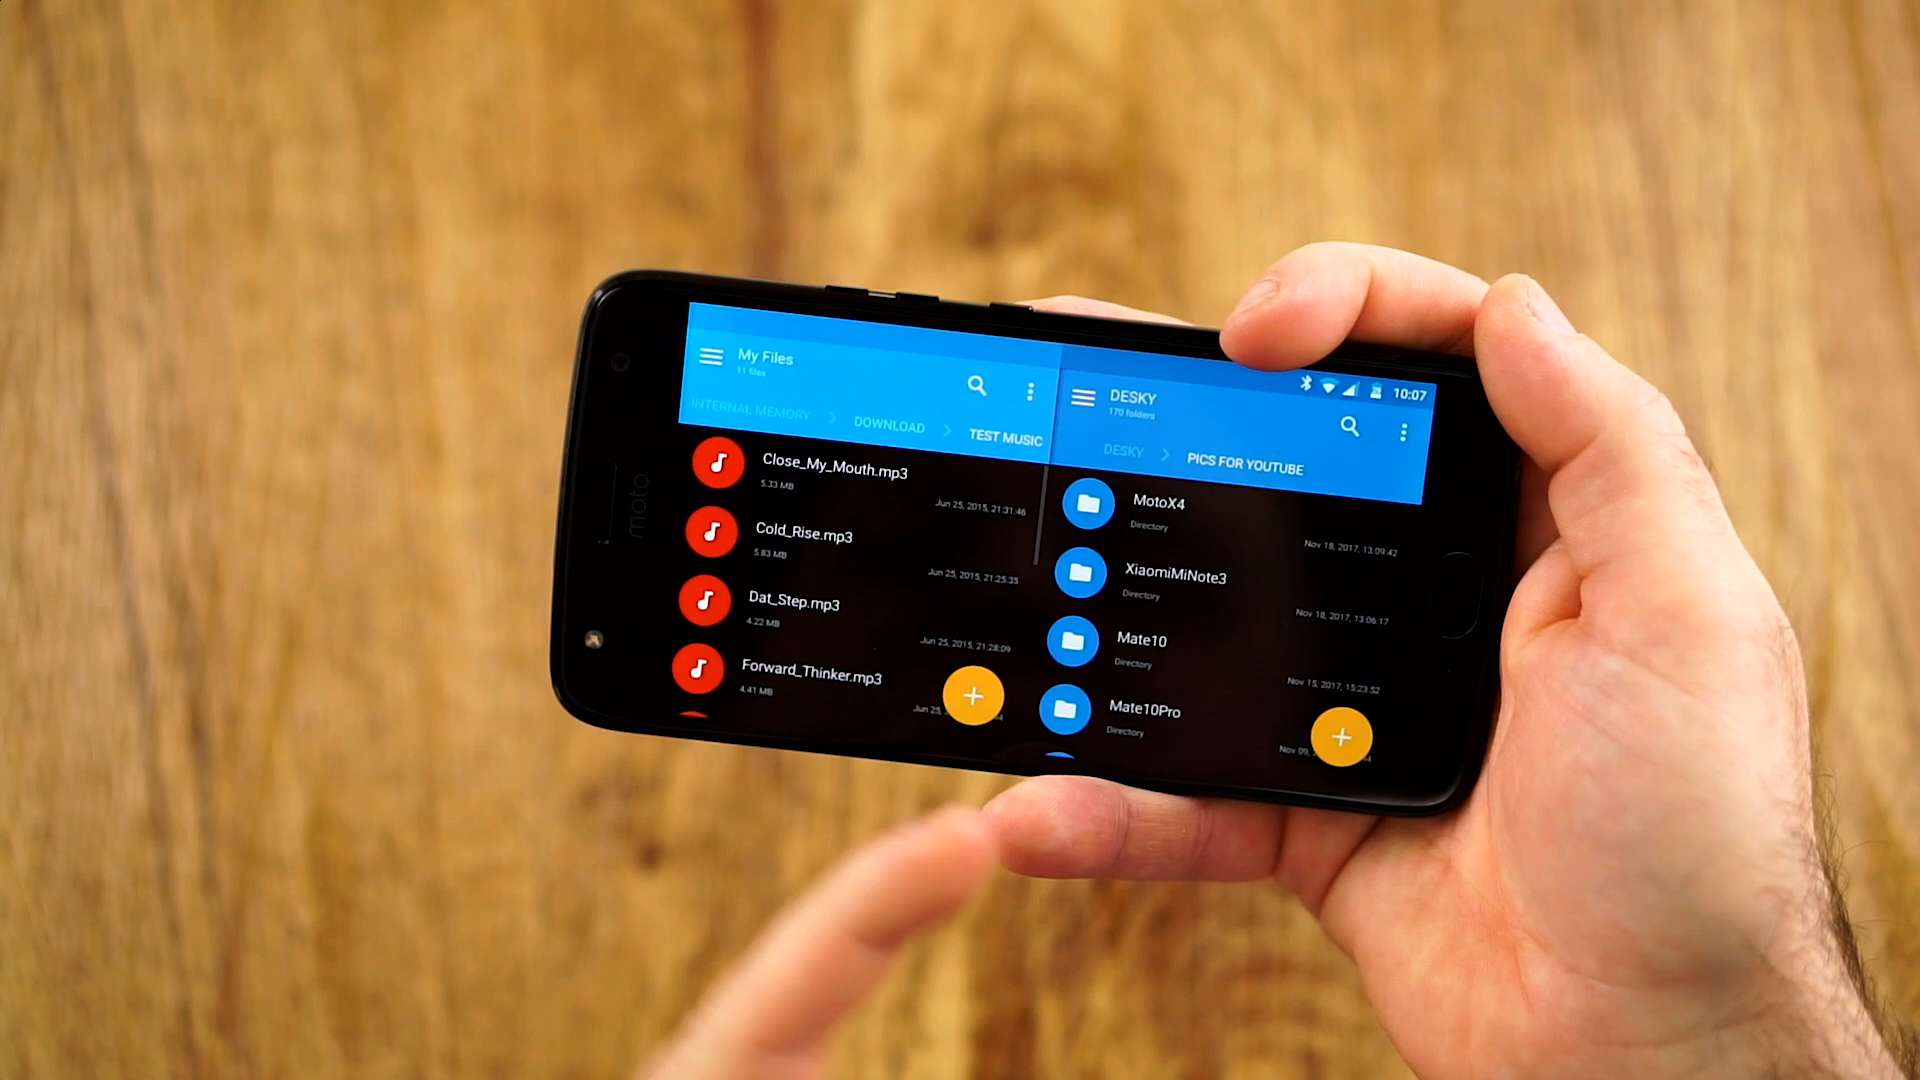 moto
My Files
11 files
INTERNAL MEMORY > DOWNLOAD > TEST MUSIC
Close_My_Mouth.mp3
5.33 MB
Jun 25, 2015, 21:31:46
Cold_Rise.mp3
5.83 MB
Jun 25, 2015, 21:25:35
Dat_Step.mp3
4.22 MB
Jun 25, 2015, 21:28:09
Forward_Thinker.mp3
4.41 MB
Jun 25,
10:07
DESKY
170 folders
DESKY > PICS FOR YOUTUBE
MotoX4
Directory
Nov 18, 2017, 13:09:42
XiaomiMiNote3
Directory
Nov 18, 2017, 13:06:17
Mate10
Directory
Nov 15, 2017, 15:23:52
Mate10Pro
Directory
Nov 09,